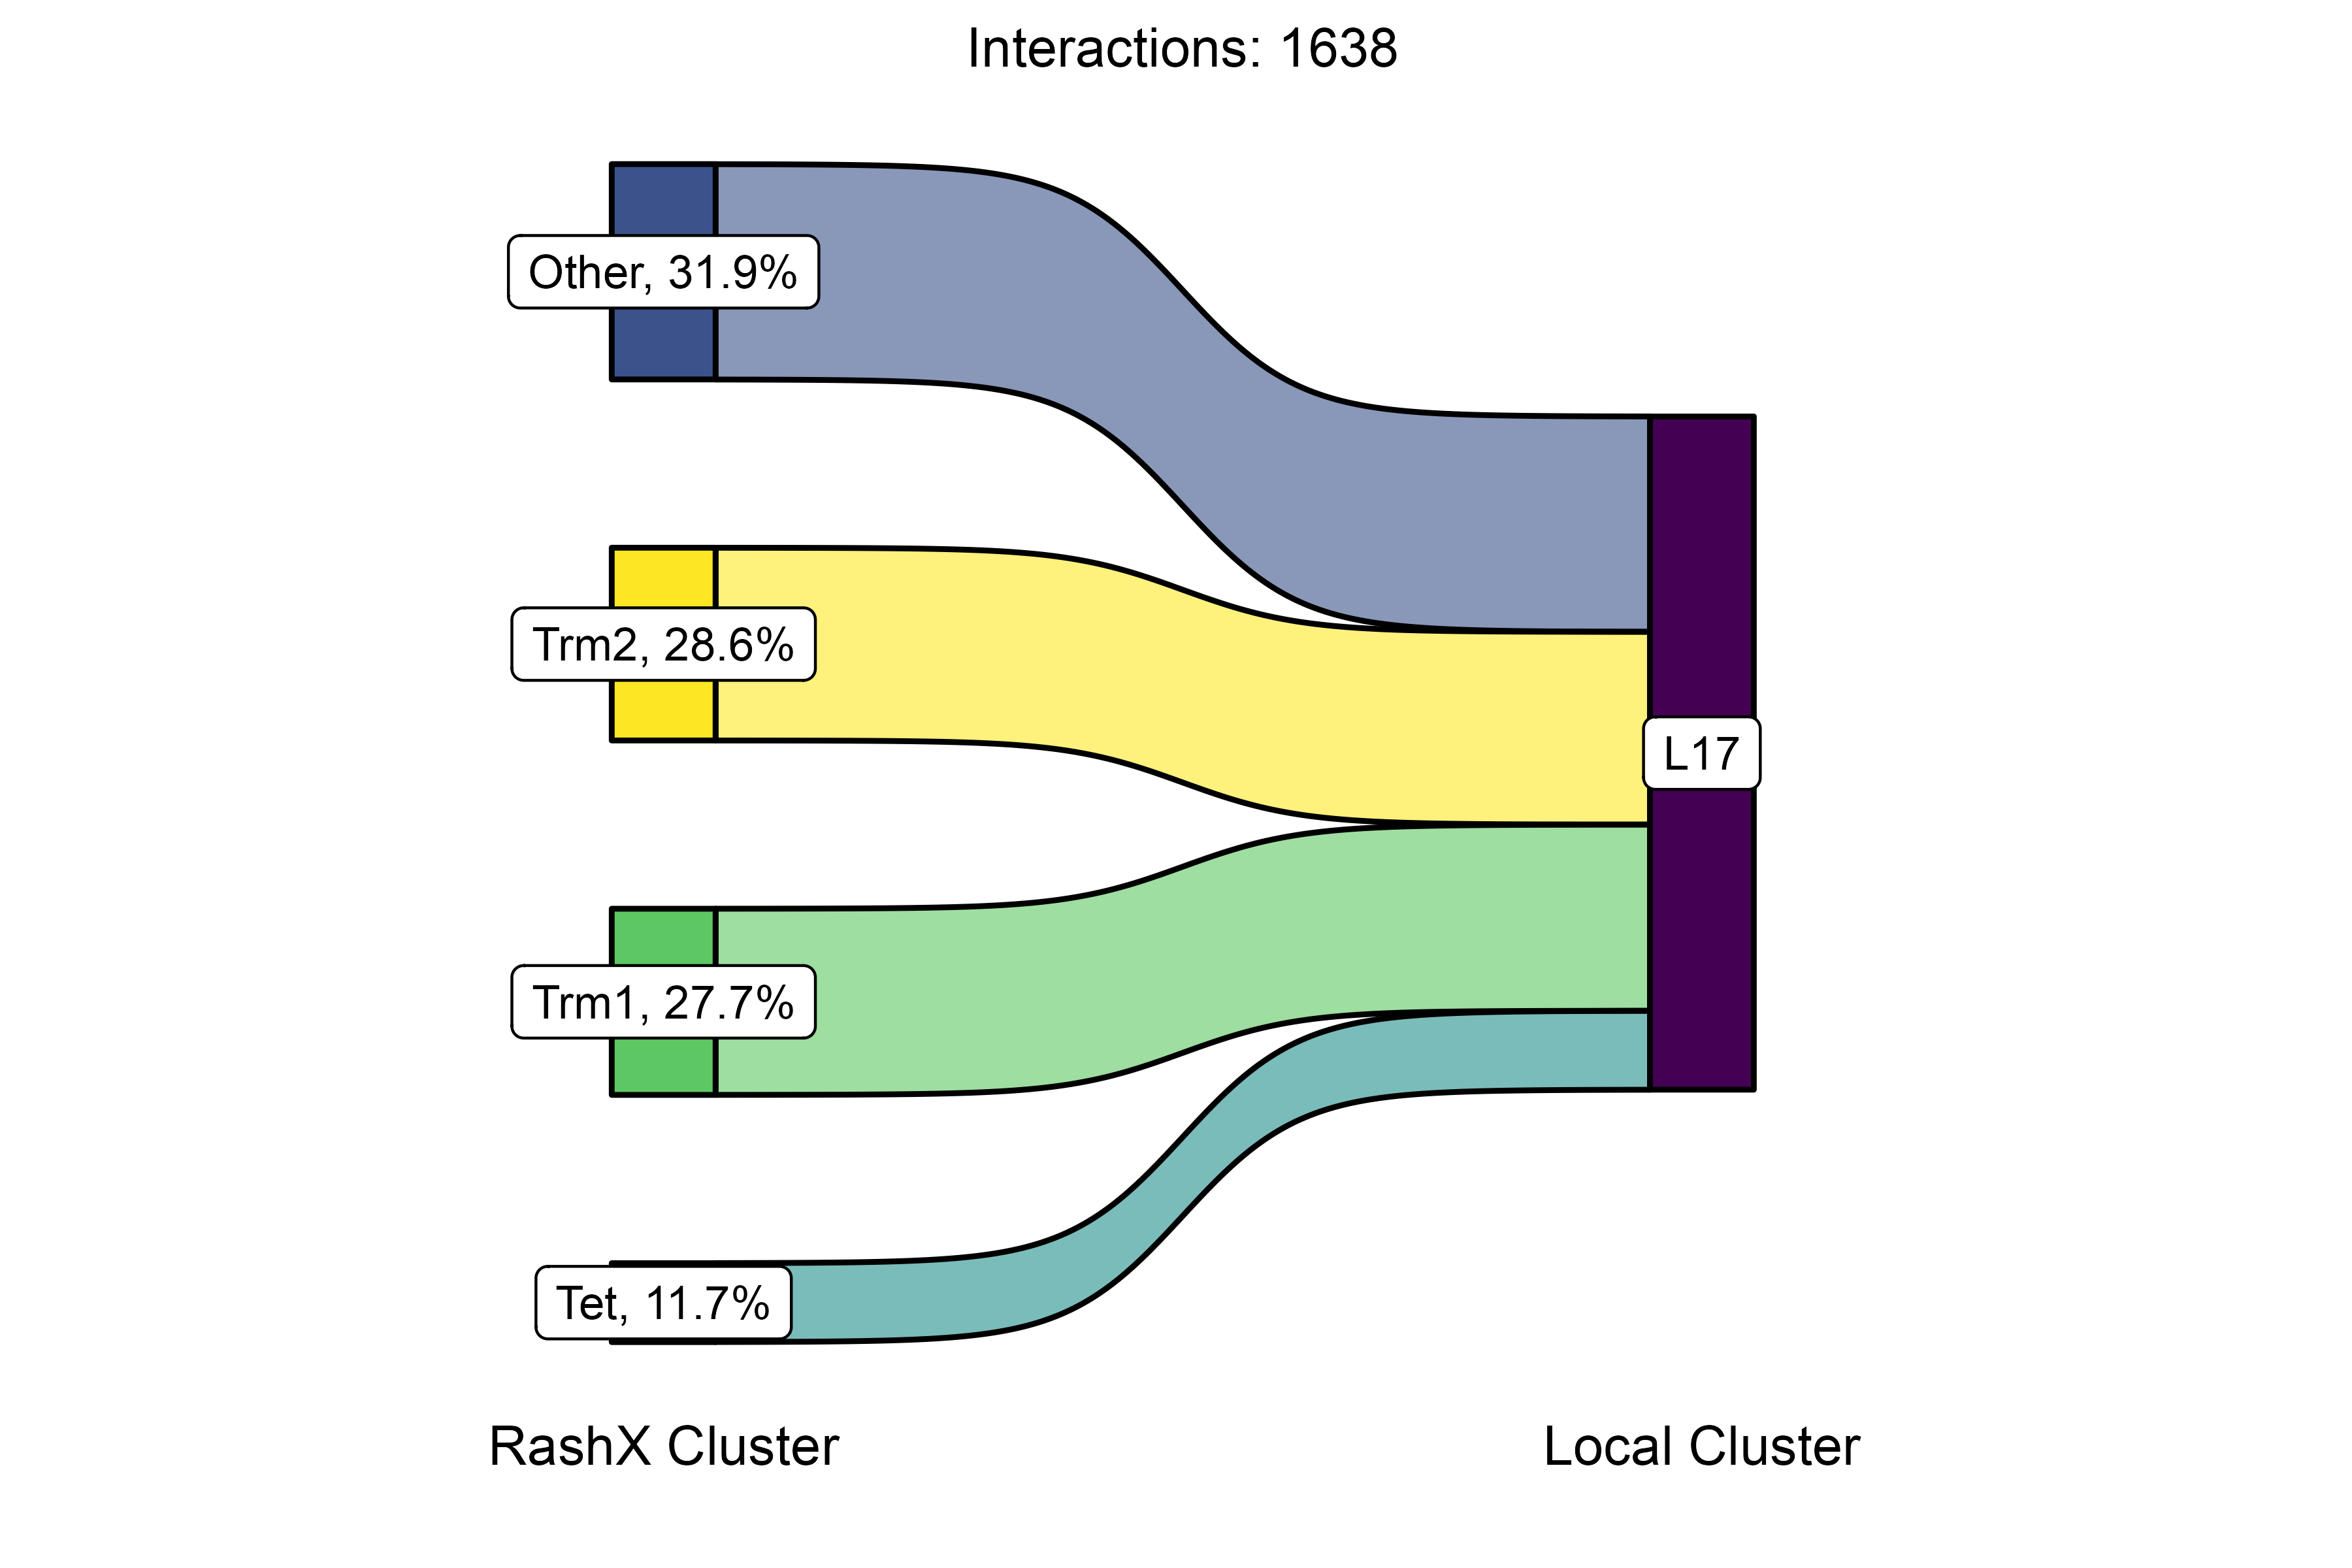 Interactions: 1638
Other, 31.9%
Trm2, 28.6%
L17
Trm1, 27.7%
Tet, 11.7%
RashX Cluster
Local Cluster